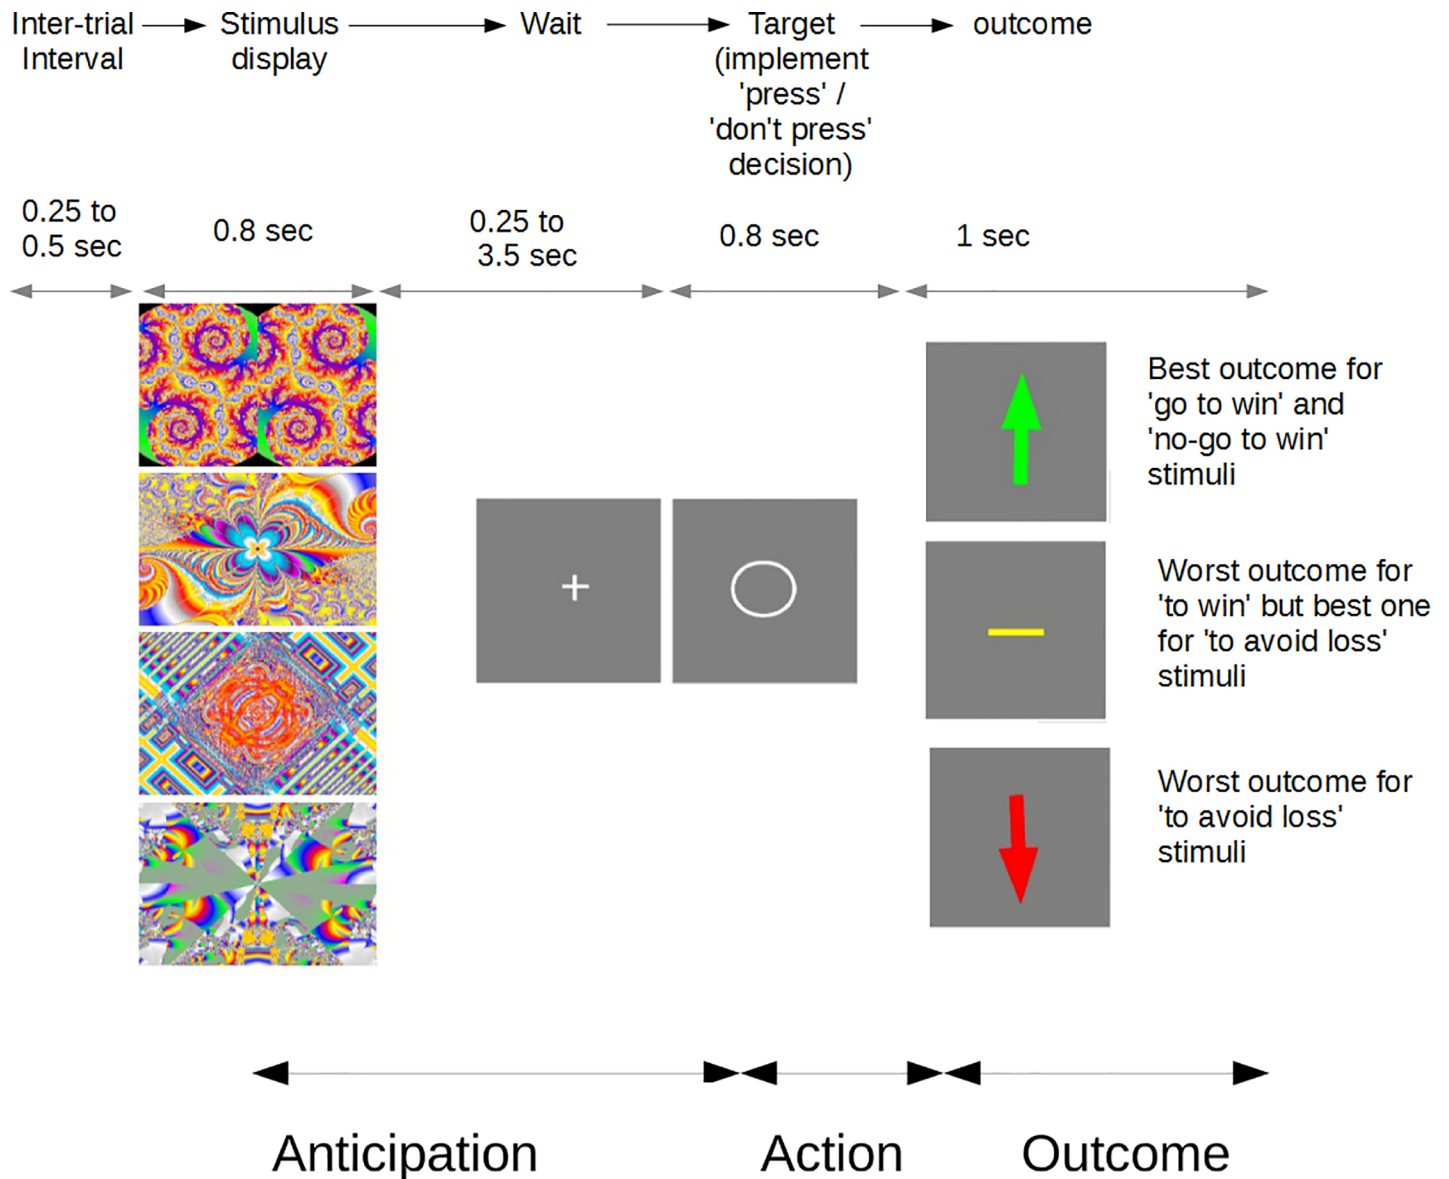 Inter-trial
Interval
Stimulus
display
Wait
Target
(implement
'press' /
'don't press'
decision)
outcome
0.25 to
0.5 sec
0.8 sec
0.25 to
3.5 sec
0.8 sec
1 sec
Best outcome for
'go to win' and
'no-go to win'
stimuli
Worst outcome for
'to win' but best one
for 'to avoid loss'
stimuli
Worst outcome for
'to avoid loss'
stimuli
Anticipation
Action
Outcome